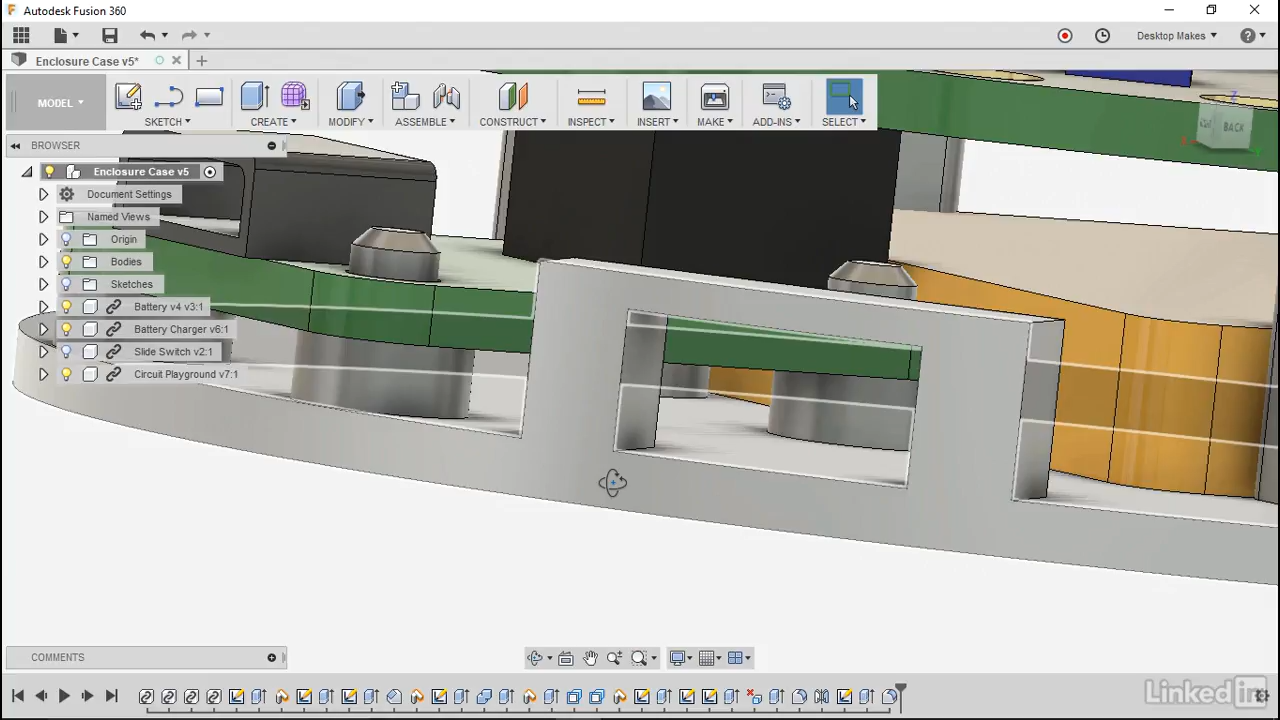 Autodesk Fusion 360
Desktop Makes
Enclosure Case v5*
MODEL
SKETCH
CREATE
MODIFY
ASSEMBLE
CONSTRUCT
INSPECT
INSERT
MAKE
ADD-INS
SELECT
Z
BACK
BROWSER
Enclosure Case v5
Document Settings
Named Views
Origin
Bodies
Sketches
Battery v4 v3:1
Battery Charger v6:1
Slide Switch v2:1
Circuit Playground v7:1
COMMENTS
Linked in